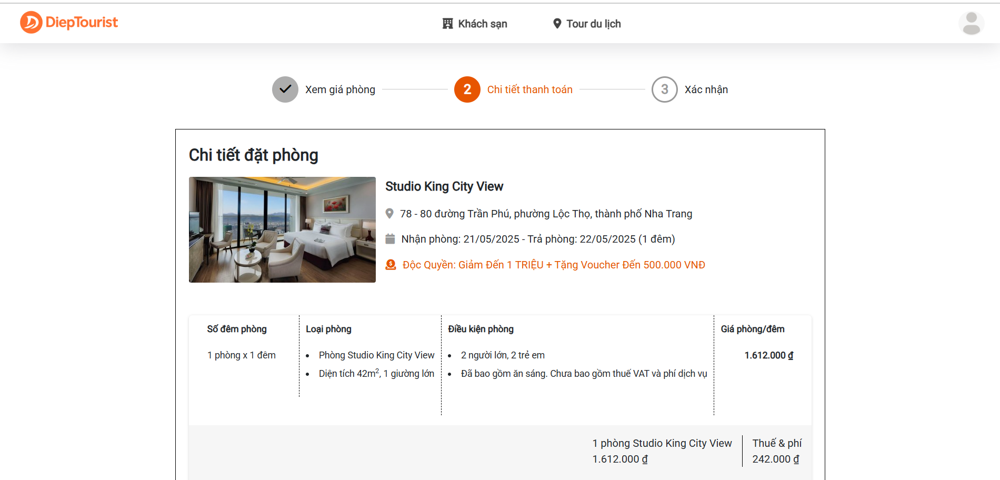 DiepTourist
Khách sạn
Tour du lịch
Xem giá phòng
2
Chi tiết thanh toán
3
Xác nhận
Chi tiết đặt phòng
Studio King City View
78 - 80 đường Trần Phú, phường Lộc Thọ, thành phố Nha Trang
Nhận phòng: 21/05/2025 - Trả phòng: 22/05/2025 (1 đêm)
Độc Quyền: Giảm Đến 1 TRIỆU + Tặng Voucher Đến 500.000 VNĐ
Số đêm phòng
1 phòng x 1 đêm
Loại phòng
• Phòng Studio King City View
• Diện tích 42m², 1 giường lớn
Điều kiện phòng
• 2 người lớn, 2 trẻ em
• Đã bao gồm ăn sáng. Chưa bao gồm thuế VAT và phí dịch vụ
Giá phòng/đêm
1.612.000 ₫
1 phòng Studio King City View
1.612.000 ₫
Thuế & phí
242.000 ₫